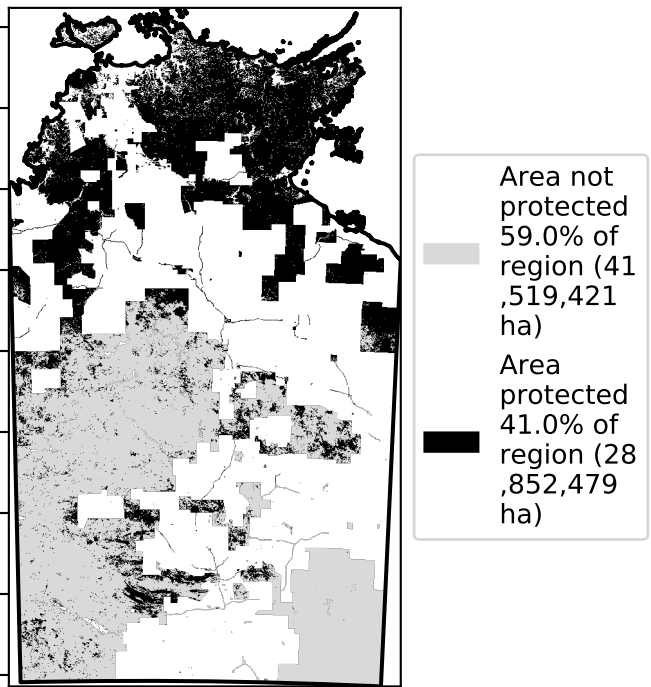 Area not
protected
59.0% of
region (41
,519,421
ha)
Area
protected
41.0% of
region (28
,852,479
ha)